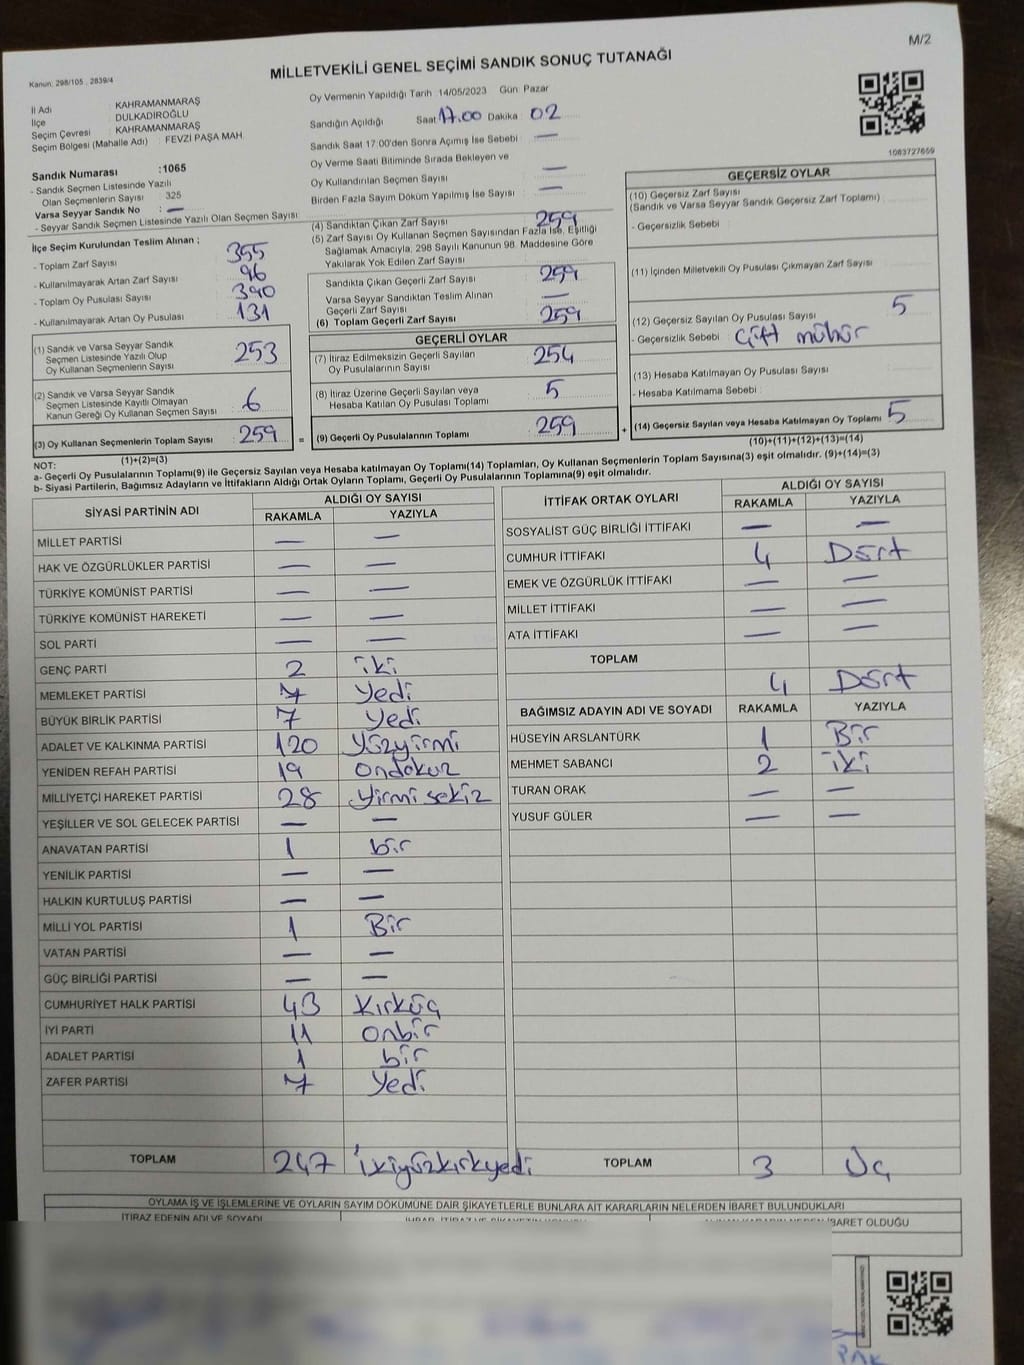 M/2
Kanun: 298/105 , 2839/4
MİLLETVEKİLİ GENEL SEÇİMİ SANDIK SONUÇ TUTANAĞI
İl Adı : KAHRAMANMARAŞ
İlçe : DULKADİROĞLU
Seçim Çevresi : KAHRAMANMARAŞ
Seçim Bölgesi (Mahalle Adı) : FEVZİ PAŞA MAH.
Sandık Numarası : 1065
- Sandık Seçmen Listesinde Yazılı
Olan Seçmenlerin Sayısı : 325
Varsa Seyyar Sandık No : —
- Seyyar Sandık Seçmen Listesinde Yazılı Olan Seçmen Sayısı :
İlçe Seçim Kurulundan Teslim Alınan ;
- Toplam Zarf Sayısı : 355
- Kullanılmayarak Artan Zarf Sayısı : 96
- Toplam Oy Pusulası Sayısı : 390
- Kullanılmayarak Artan Oy Pusulası : 131
(1) Sandık ve Varsa Seyyar Sandık
Seçmen Listesinde Yazılı Olup
Oy Kullanan Seçmenlerin Sayısı : 253
(2) Sandık ve Varsa Seyyar Sandık
Seçmen Listesinde Kayıtlı Olmayan
Kanun Gereği Oy Kullanan Seçmen Sayısı : 6
(3) Oy Kullanan Seçmenlerin Toplam Sayısı : 259
(1)+(2)=(3)
Oy Vermenin Yapıldığı Tarih 14/05/2023 Gün Pazar
Sandığın Açıldığı Saat 17.00 Dakika 02
Sandık Saat 17:00'den Sonra Açılmış İse Sebebi : —
Oy Verme Saati Bitiminde Sırada Bekleyen ve
Oy Kullandırılan Seçmen Sayısı : —
Birden Fazla Sayım Döküm Yapılmış İse Sayısı : —
(4) Sandıktan Çıkan Zarf Sayısı : 259
(5) Zarf Sayısı Oy Kullanan Seçmen Sayısından Fazla İse, Eşitliği
Sağlamak Amacıyla, 298 Sayılı Kanunun 98. Maddesine Göre
Yakılarak Yok Edilen Zarf Sayısı :
Sandıkta Çıkan Geçerli Zarf Sayısı : 259
Varsa Seyyar Sandıktan Teslim Alınan
Geçerli Zarf Sayısı : —
(6) Toplam Geçerli Zarf Sayısı : 259
GEÇERLİ OYLAR
(7) İtiraz Edilmeksizin Geçerli Sayılan
Oy Pusulalarının Sayısı : 254
(8) İtiraz Üzerine Geçerli Sayılan veya
Hesaba Katılan Oy Pusulası Toplamı : 5
= (9) Geçerli Oy Pusulalarının Toplamı : 259
1083727659
GEÇERSİZ OYLAR
(10) Geçersiz Zarf Sayısı
(Sandık ve Varsa Seyyar Sandık Geçersiz Zarf Toplamı) :
- Geçersizlik Sebebi :
(11) İçinden Milletvekili Oy Pusulası Çıkmayan Zarf Sayısı :
(12) Geçersiz Sayılan Oy Pusulası Sayısı : 5
- Geçersizlik Sebebi : Çift mühür
(13) Hesaba Katılmayan Oy Pusulası Sayısı :
- Hesaba Katılmama Sebebi :
+ (14) Geçersiz Sayılan veya Hesaba Katılmayan Oy Toplamı : 5
(10)+(11)+(12)+(13)=(14)
NOT:
a- Geçerli Oy Pusulalarının Toplamı(9) ile Geçersiz Sayılan veya Hesaba katılmayan Oy Toplamı(14) Toplamları, Oy Kullanan Seçmenlerin Toplam Sayısına(3) eşit olmalıdır. (9)+(14)=(3)
b- Siyasi Partilerin, Bağımsız Adayların ve İttifakların Aldığı Ortak Oyların Toplamı, Geçerli Oy Pusulalarının Toplamına(9) eşit olmalıdır.
SİYASİ PARTİNİN ADI ALDIĞI OY SAYISI
RAKAMLA YAZIYLA
MİLLET PARTİSİ — —
HAK VE ÖZGÜRLÜKLER PARTİSİ — —
TÜRKİYE KOMÜNİST PARTİSİ — —
TÜRKİYE KOMÜNİST HAREKETİ — —
SOL PARTİ — —
GENÇ PARTİ 2 iki
MEMLEKET PARTİSİ 7 Yedi
BÜYÜK BİRLİK PARTİSİ 7 Yedi
ADALET VE KALKINMA PARTİSİ 120 Yüzyirmi
YENİDEN REFAH PARTİSİ 19 ondokuz
MİLLİYETÇİ HAREKET PARTİSİ 28 Yirmi sekiz
YEŞİLLER VE SOL GELECEK PARTİSİ — —
ANAVATAN PARTİSİ 1 bir
YENİLİK PARTİSİ — —
HALKIN KURTULUŞ PARTİSİ — —
MİLLİ YOL PARTİSİ 1 Bir
VATAN PARTİSİ — —
GÜÇ BİRLİĞİ PARTİSİ — —
CUMHURİYET HALK PARTİSİ 43 Kırküç
İYİ PARTİ 11 onbir
ADALET PARTİSİ 1 bir
ZAFER PARTİSİ 7 Yedi
TOPLAM 247 İkiyüzkırkyedi
İTTİFAK ORTAK OYLARI ALDIĞI OY SAYISI
RAKAMLA YAZIYLA
SOSYALİST GÜÇ BİRLİĞİ İTTİFAKI — —
CUMHUR İTTİFAKI 4 Dört
EMEK VE ÖZGÜRLÜK İTTİFAKI — —
MİLLET İTTİFAKI — —
ATA İTTİFAKI — —
TOPLAM 4 Dört
BAĞIMSIZ ADAYIN ADI VE SOYADI RAKAMLA YAZIYLA
HÜSEYİN ARSLANTÜRK 1 Bir
MEHMET SABANCI 2 iki
TURAN ORAK — —
YUSUF GÜLER — —
TOPLAM 3 Üç
OYLAMA İŞ VE İŞLEMLERİNE VE OYLARIN SAYIM DÖKÜMÜNE DAİR ŞİKAYETLERLE BUNLARA AİT KARARLARIN NELERDEN İBARET BULUNDUKLARI
İTİRAZ EDENİN ADI VE SOYADI
İBARET OLDUĞU